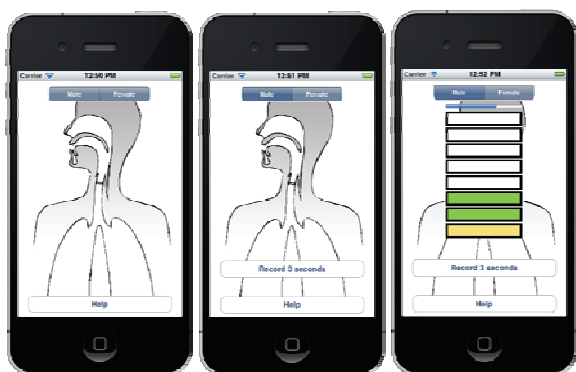 Carrier 12:50 PM
Male Female
Help
Carrier 12:51 PM
Male Female
Record 3 seconds
Help
Carrier 12:52 PM
Male Female
Record 3 seconds
Help